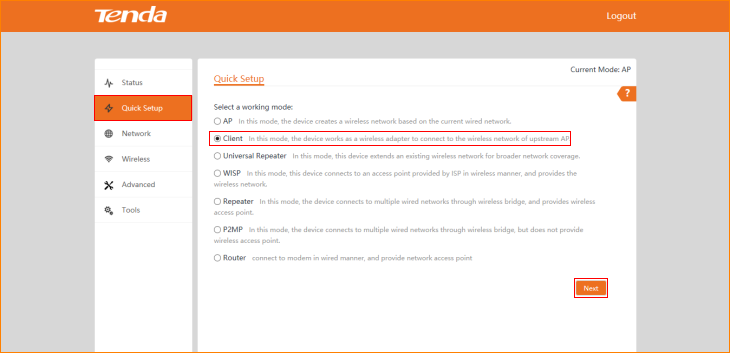 Tenda
Logout
Current Mode: AP
Status
Quick Setup
Network
Wireless
Advanced
Tools
Quick Setup
?
Select a working mode:
AP In this mode, the device creates a wireless network based on the current wired network.
Client In this mode, the device works as a wireless adapter to connect to the wireless network of upstream AP
Universal Repeater In this mode, this device extends an existing wireless network for broader network coverage.
WISP In this mode, this device connects to an access point provided by ISP in wireless manner, and provides the
wireless network.
Repeater In this mode, the device connects to multiple wired networks through wireless bridge, and provides wireless
access point.
P2MP In this mode, the device connects to multiple wired networks through wireless bridge, but does not provide
wireless access point.
Router connect to modem in wired manner, and provide network access point
Next